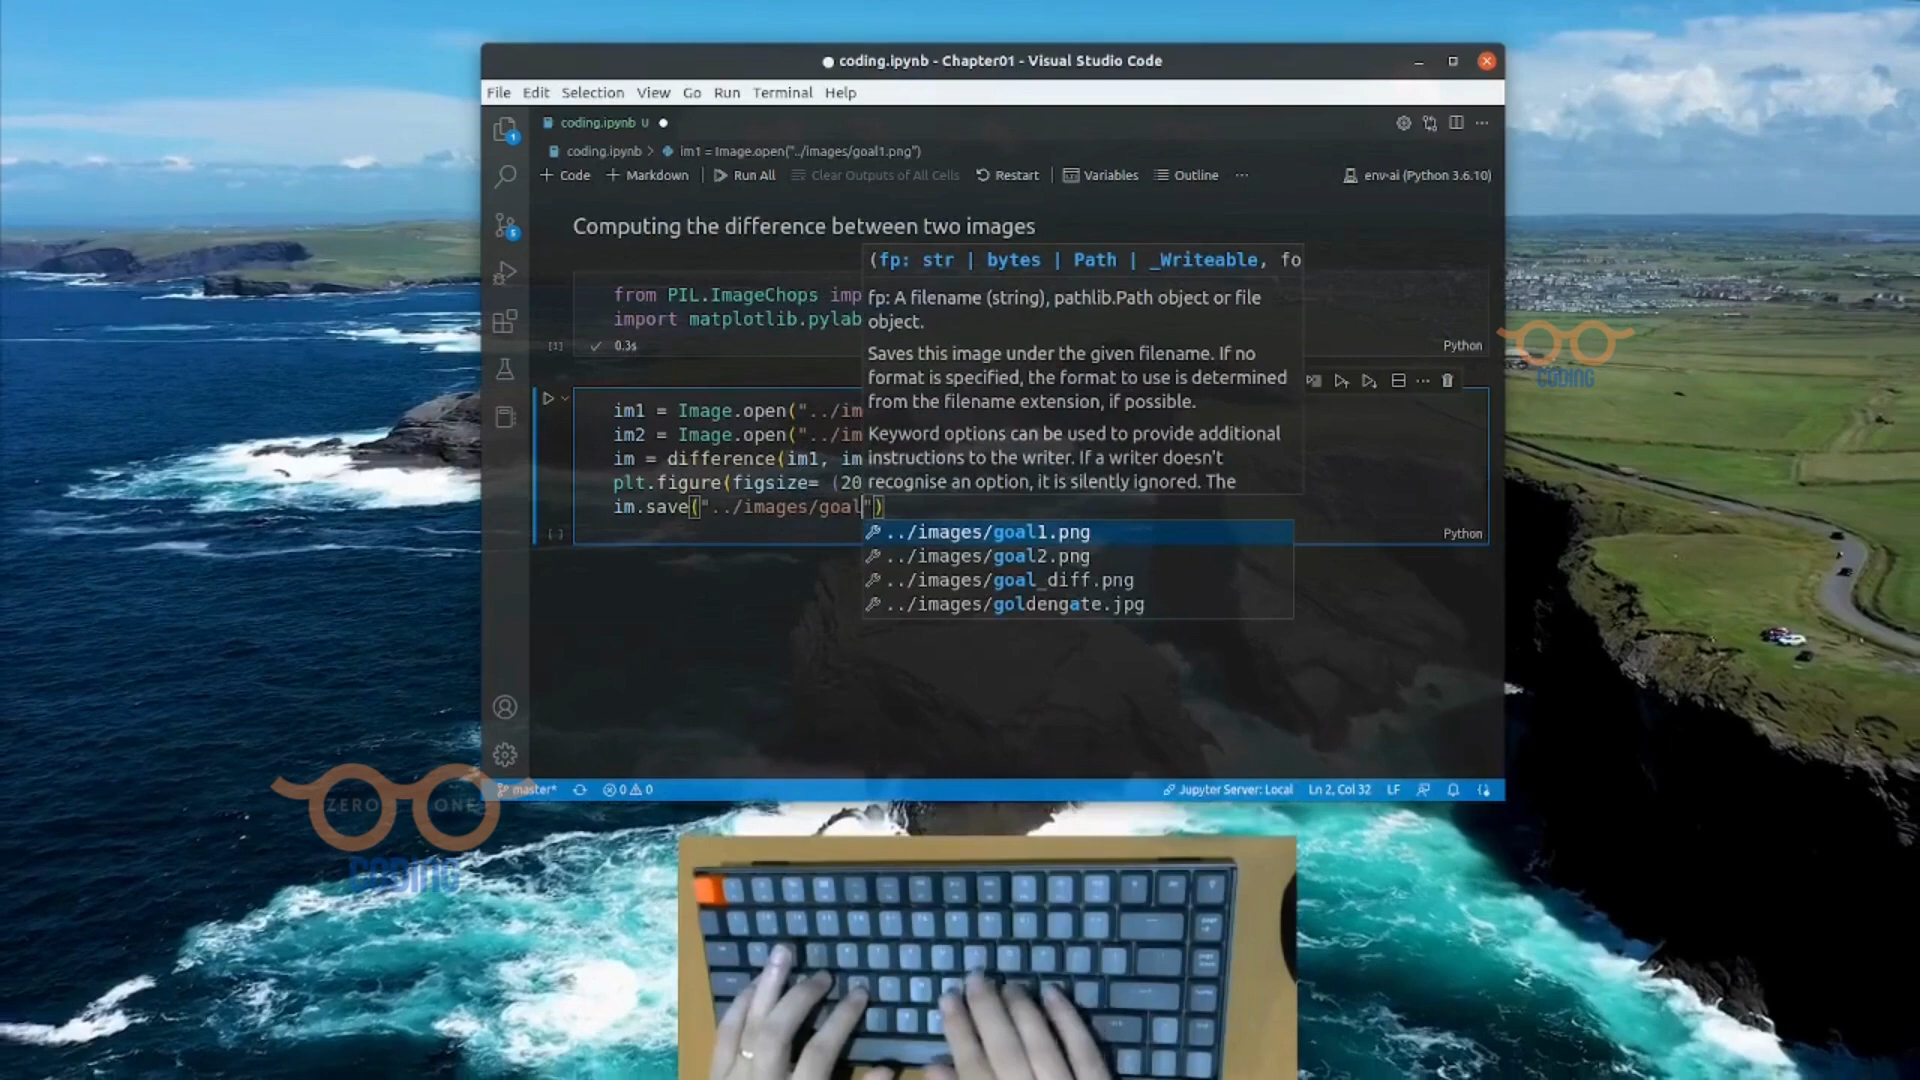 coding.ipynb - Chapter01 - Visual Studio Code
File Edit Selection View Go Run Terminal Help
1
coding.ipynb U
coding.ipynb > im1 = Image.open("../images/goal1.png")
+ Code + Markdown Run All Clear Outputs of All Cells Restart Variables Outline ... env-ai (Python 3.6.10)
5
Computing the difference between two images
(fp: str | bytes | Path | _Writeable, fo
fp: A filename (string), pathlib.Path object or file
object.
Saves this image under the given filename. If no
format is specified, the format to use is determined
from the filename extension, if possible.
Keyword options can be used to provide additional
instructions to the writer. If a writer doesn't
recognise an option, it is silently ignored. The
from PIL.ImageChops imp
import matplotlib.pylab
[1] ✓ 0.3s Python
im1 = Image.open("../im
im2 = Image.open("../im
im = difference(im1, im
plt.figure(figsize= (20
im.save("../images/goal")
[ ] Python
../images/goal1.png
../images/goal2.png
../images/goal_diff.png
../images/goldengate.jpg
master* 0 0 Jupyter Server: Local Ln 2, Col 32 LF
CODING
ZERO ONE
CODING